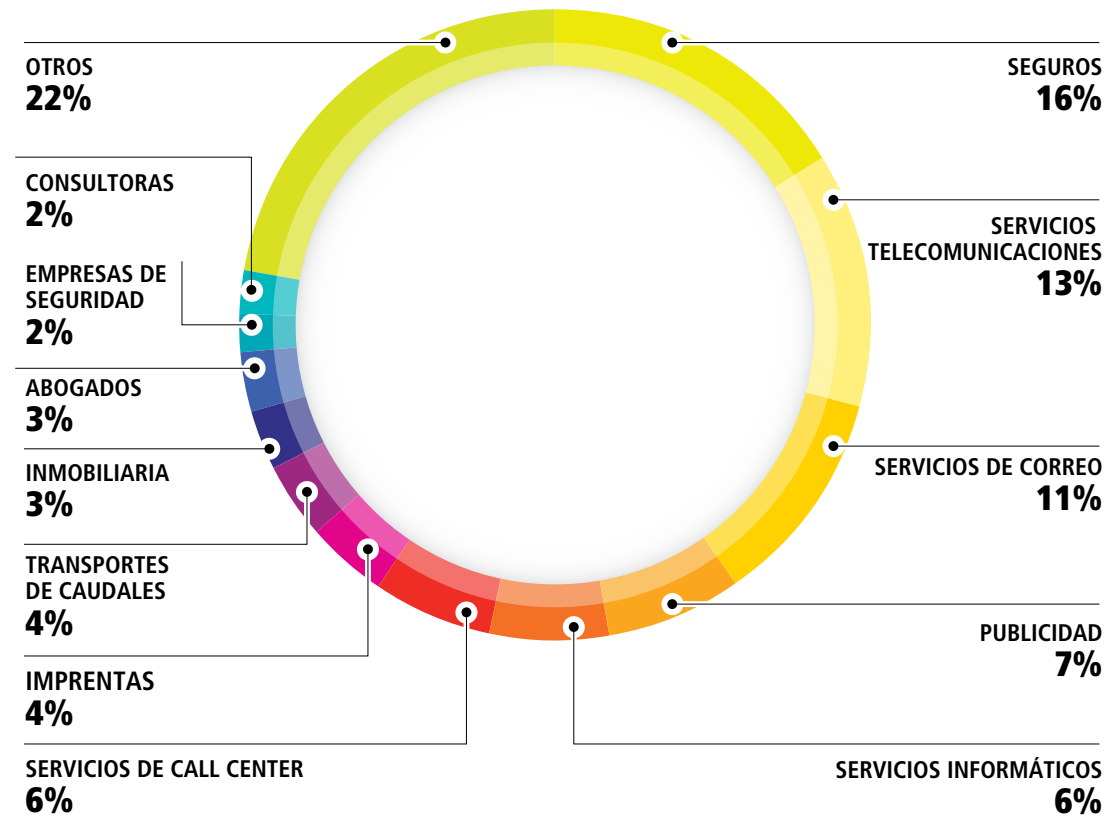 OTROS
22%
CONSULTORAS
2%
EMPRESAS DE
SEGURIDAD
2%
ABOGADOS
3%
INMOBILIARIA
3%
TRANSPORTES
DE CAUDALES
4%
IMPRENTAS
4%
SERVICIOS DE CALL CENTER
6%
SEGUROS
16%
SERVICIOS
TELECOMUNICACIONES
13%
SERVICIOS DE CORREO
11%
PUBLICIDAD
7%
SERVICIOS INFORMÁTICOS
6%